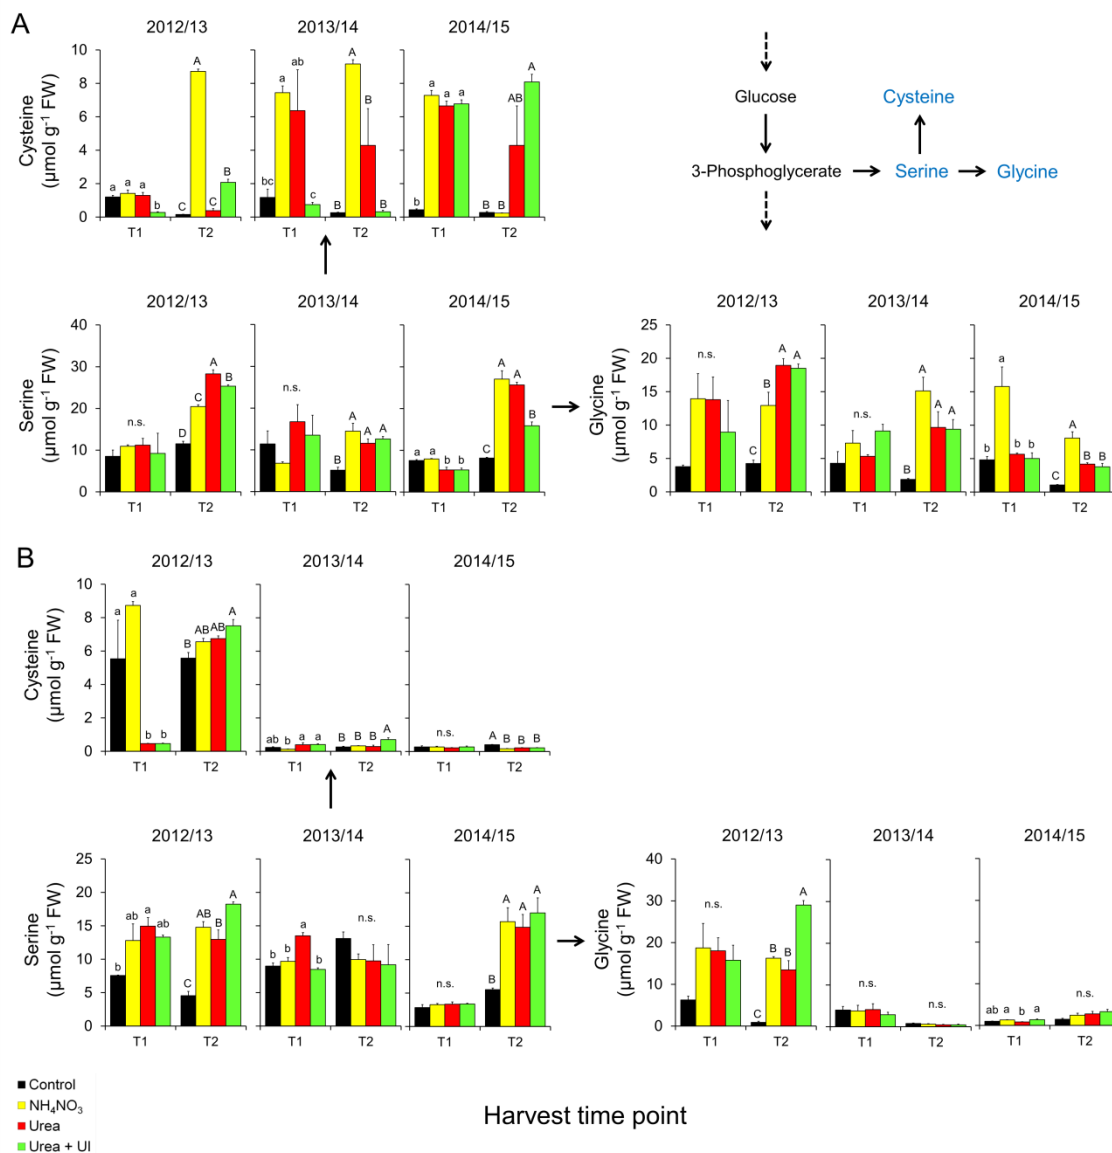 A
2012/13 2013/14 2014/15
Cysteine
(µmol g⁻¹ FW)
10
8
6
4
2
0
a a a b C A C B
a ab bc c A B B B
a a a b A AB B B
T1 T2 T1 T2 T1 T2
Glucose Cysteine
3-Phosphoglycerate Serine Glycine
2012/13 2013/14 2014/15
Serine
(µmol g⁻¹ FW)
40
30
20
10
0
n.s. D C A B
n.s. B A A A
a a b b C A A B
T1 T2 T1 T2 T1 T2
2012/13 2013/14 2014/15
Glycine
(µmol g⁻¹ FW)
25
20
15
10
5
0
n.s. C B A A
n.s. B A A A
b a b b C A B B
T1 T2 T1 T2 T1 T2
B
2012/13 2013/14 2014/15
Cysteine
(µmol g⁻¹ FW)
10
8
6
4
2
0
a a b b B AB AB A
ab b a a B B B A
n.s. A B B B
T1 T2 T1 T2 T1 T2
2012/13 2013/14 2014/15
Serine
(µmol g⁻¹ FW)
25
20
15
10
5
0
b ab a ab C AB B A
b b a b n.s.
n.s. B A A A
T1 T2 T1 T2 T1 T2
2012/13 2013/14 2014/15
Glycine
(µmol g⁻¹ FW)
40
30
20
10
0
n.s. C B B A
n.s. n.s.
ab a b a n.s.
T1 T2 T1 T2 T1 T2
Control
NH₄NO₃
Urea
Urea + UI
Harvest time point